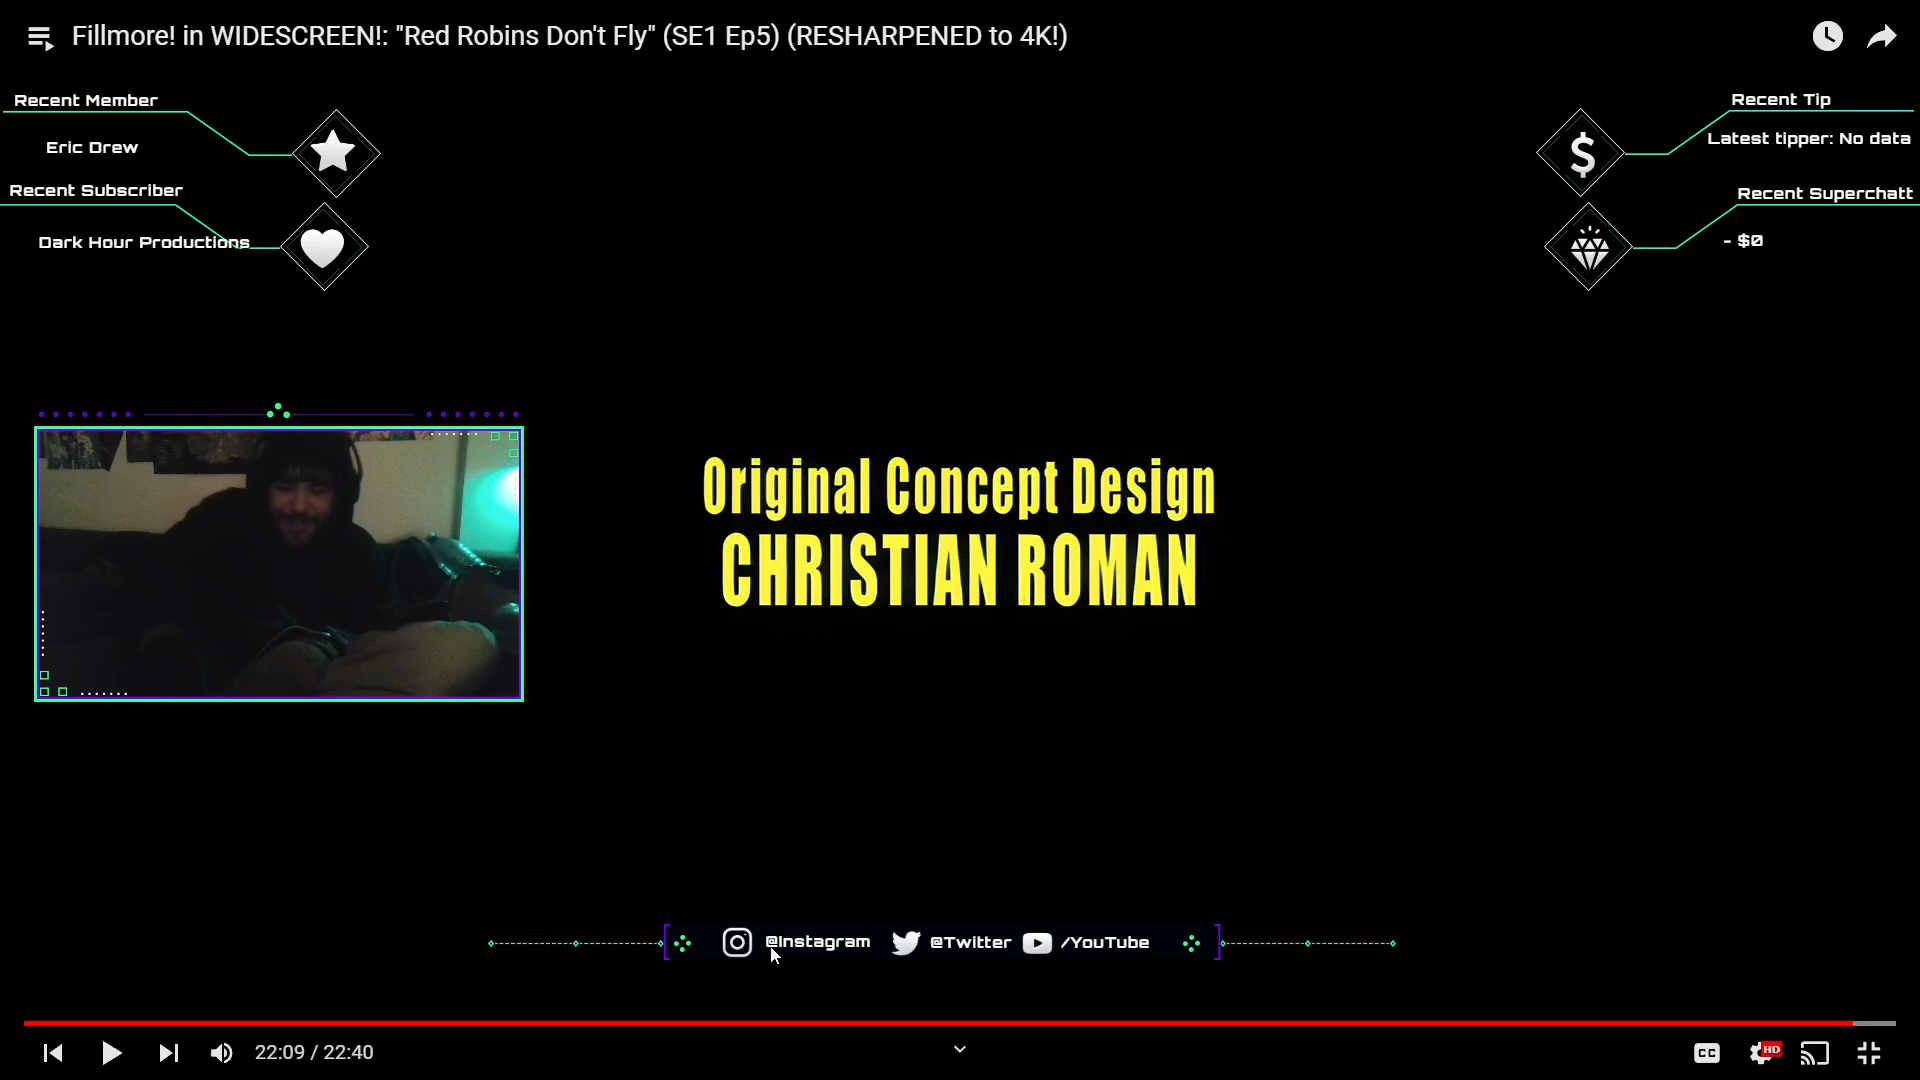 Fillmore! in WIDESCREEN!: "Red Robins Don't Fly" (SE1 Ep5) (RESHARPENED to 4K!)
Recent Member
Eric Drew
Recent Subscriber
Dark Hour Productions
Recent Tip
Latest tipper: No data
Recent Superchatt
- $0
Original Concept Design
CHRISTIAN ROMAN
@Instagram @Twitter /YouTube
22:09 / 22:40
CC HD